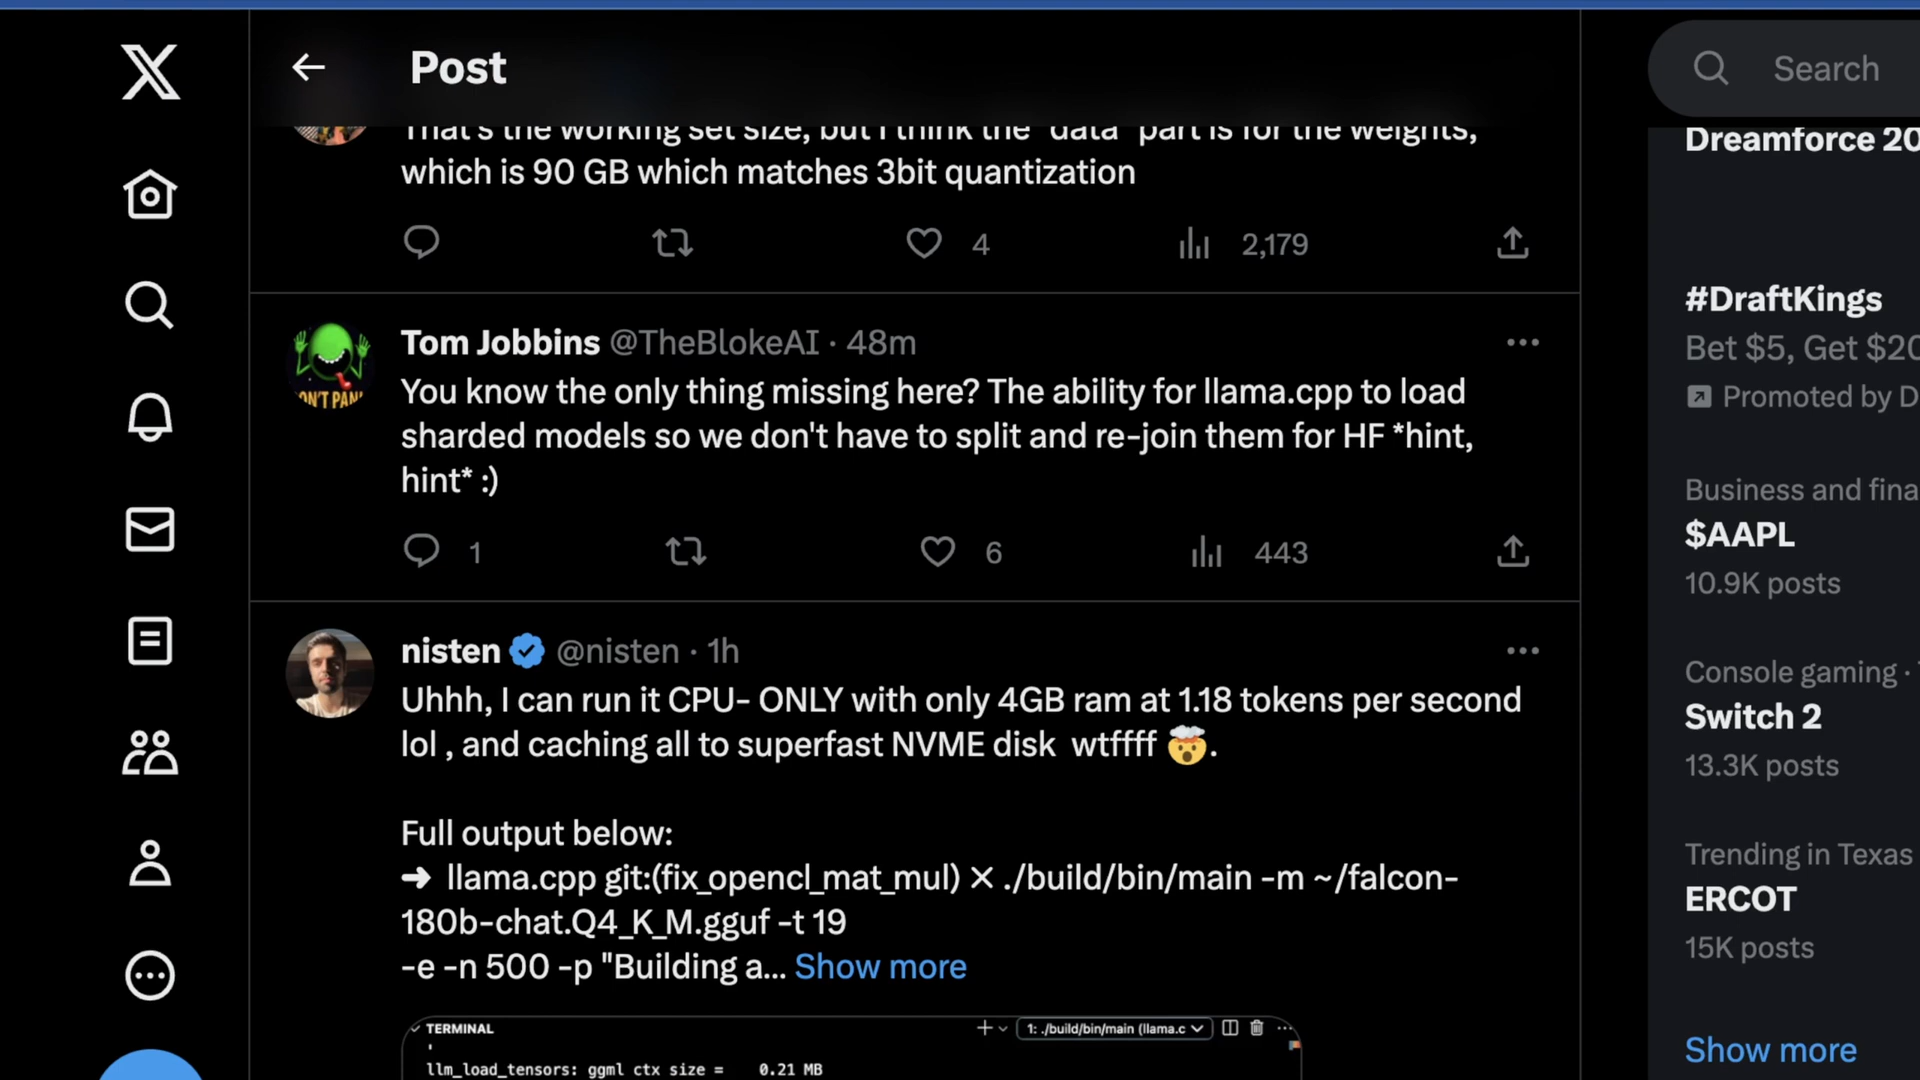 Post
Search
That's the working set size, but I think the "data" part is for the weights,
which is 90 GB which matches 3bit quantization
4
2,179
Tom Jobbins @TheBlokeAI · 48m
You know the only thing missing here? The ability for llama.cpp to load
sharded models so we don't have to split and re-join them for HF *hint,
hint* :)
1
6
443
nisten @nisten · 1h
Uhhh, I can run it CPU- ONLY with only 4GB ram at 1.18 tokens per second
lol , and caching all to superfast NVME disk wtffff 🤯.
Full output below:
➜ llama.cpp git:(fix_opencl_mat_mul) ✕ ./build/bin/main -m ~/falcon-
180b-chat.Q4_K_M.gguf -t 19
-e -n 500 -p "Building a... Show more
TERMINAL
1: ./build/bin/main (llama.c
llm_load_tensors: ggml ctx size = 0.21 MB
ON'T PAN
Dreamforce 20
#DraftKings
Bet $5, Get $20
Promoted by D
Business and fina
$AAPL
10.9K posts
Console gaming ·
Switch 2
13.3K posts
Trending in Texas
ERCOT
15K posts
Show more